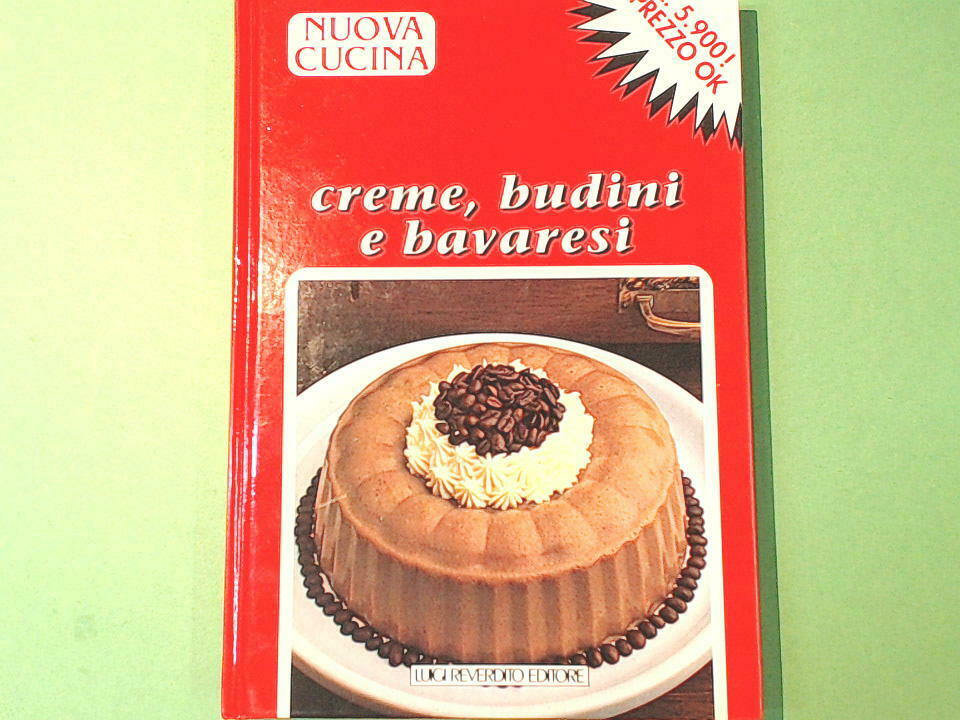 NUOVA
CUCINA
5.900!
PREZZO OK
creme, budini
e bavaresi
LUIGI REVERDITO EDITORE